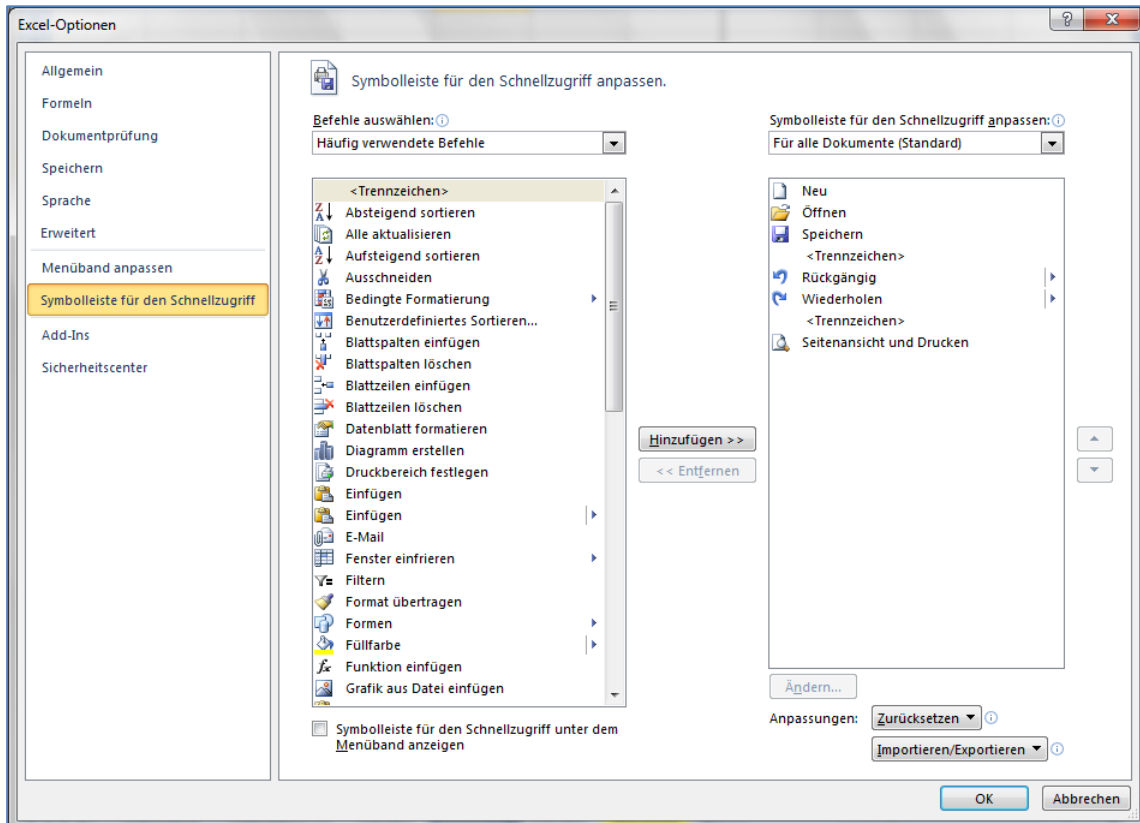 Excel-Optionen
Allgemein
Formeln
Dokumentprüfung
Speichern
Sprache
Erweitert
Menüband anpassen
Symbolleiste für den Schnellzugriff
Add-Ins
Sicherheitscenter
Symbolleiste für den Schnellzugriff anpassen.
Befehle auswählen:
Häufig verwendete Befehle
<Trennzeichen>
Absteigend sortieren
Alle aktualisieren
Aufsteigend sortieren
Ausschneiden
Bedingte Formatierung
Benutzerdefiniertes Sortieren...
Blattspalten einfügen
Blattspalten löschen
Blattzeilen einfügen
Blattzeilen löschen
Datenblatt formatieren
Diagramm erstellen
Druckbereich festlegen
Einfügen
Einfügen
E-Mail
Fenster einfrieren
Filtern
Format übertragen
Formen
Füllfarbe
Funktion einfügen
Grafik aus Datei einfügen
Symbolleiste für den Schnellzugriff unter dem
Menüband anzeigen
Hinzufügen >>
<< Entfernen
Symbolleiste für den Schnellzugriff anpassen:
Für alle Dokumente (Standard)
Neu
Öffnen
Speichern
<Trennzeichen>
Rückgängig
Wiederholen
<Trennzeichen>
Seitenansicht und Drucken
Ändern...
Anpassungen:
Zurücksetzen
Importieren/Exportieren
OK
Abbrechen